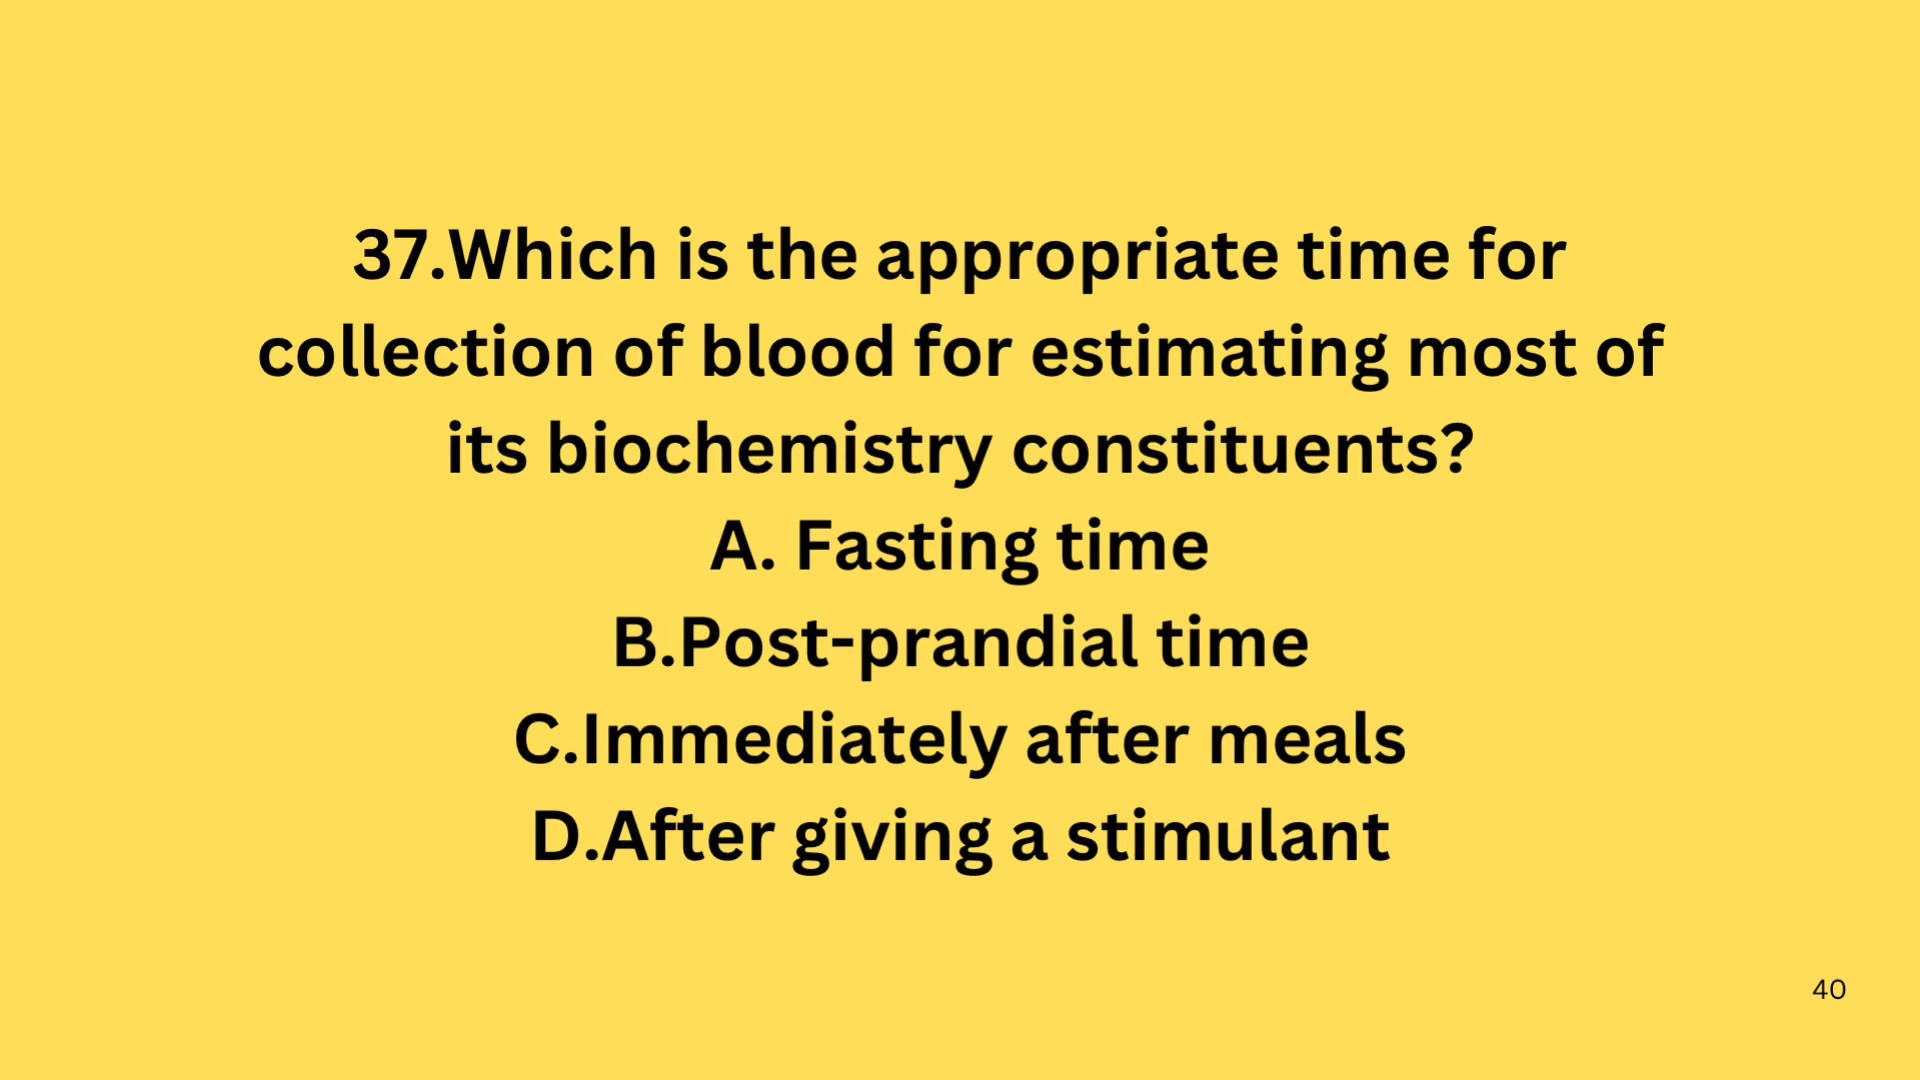 37.Which is the appropriate time for
collection of blood for estimating most of
its biochemistry constituents?
A. Fasting time
B.Post-prandial time
C.Immediately after meals
D.After giving a stimulant
40